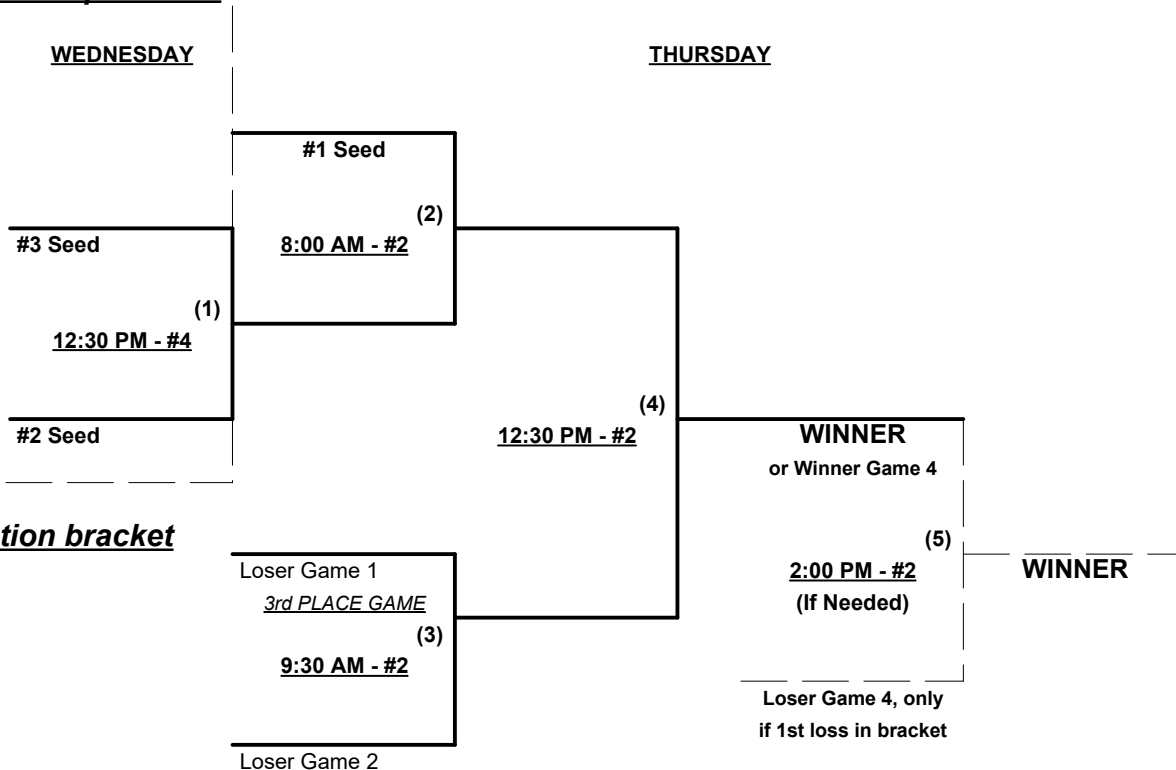 WEDNESDAY
THURSDAY
#1 Seed
(2)
#3 Seed
8:00 AM - #2
(1)
12:30 PM - #4
(4)
#2 Seed
12:30 PM - #2
WINNER
or Winner Game 4
tion bracket
(5)
Loser Game 1
2:00 PM - #2
WINNER
3rd PLACE GAME
(If Needed)
(3)
9:30 AM - #2
Loser Game 4, only
if 1st loss in bracket
Loser Game 2